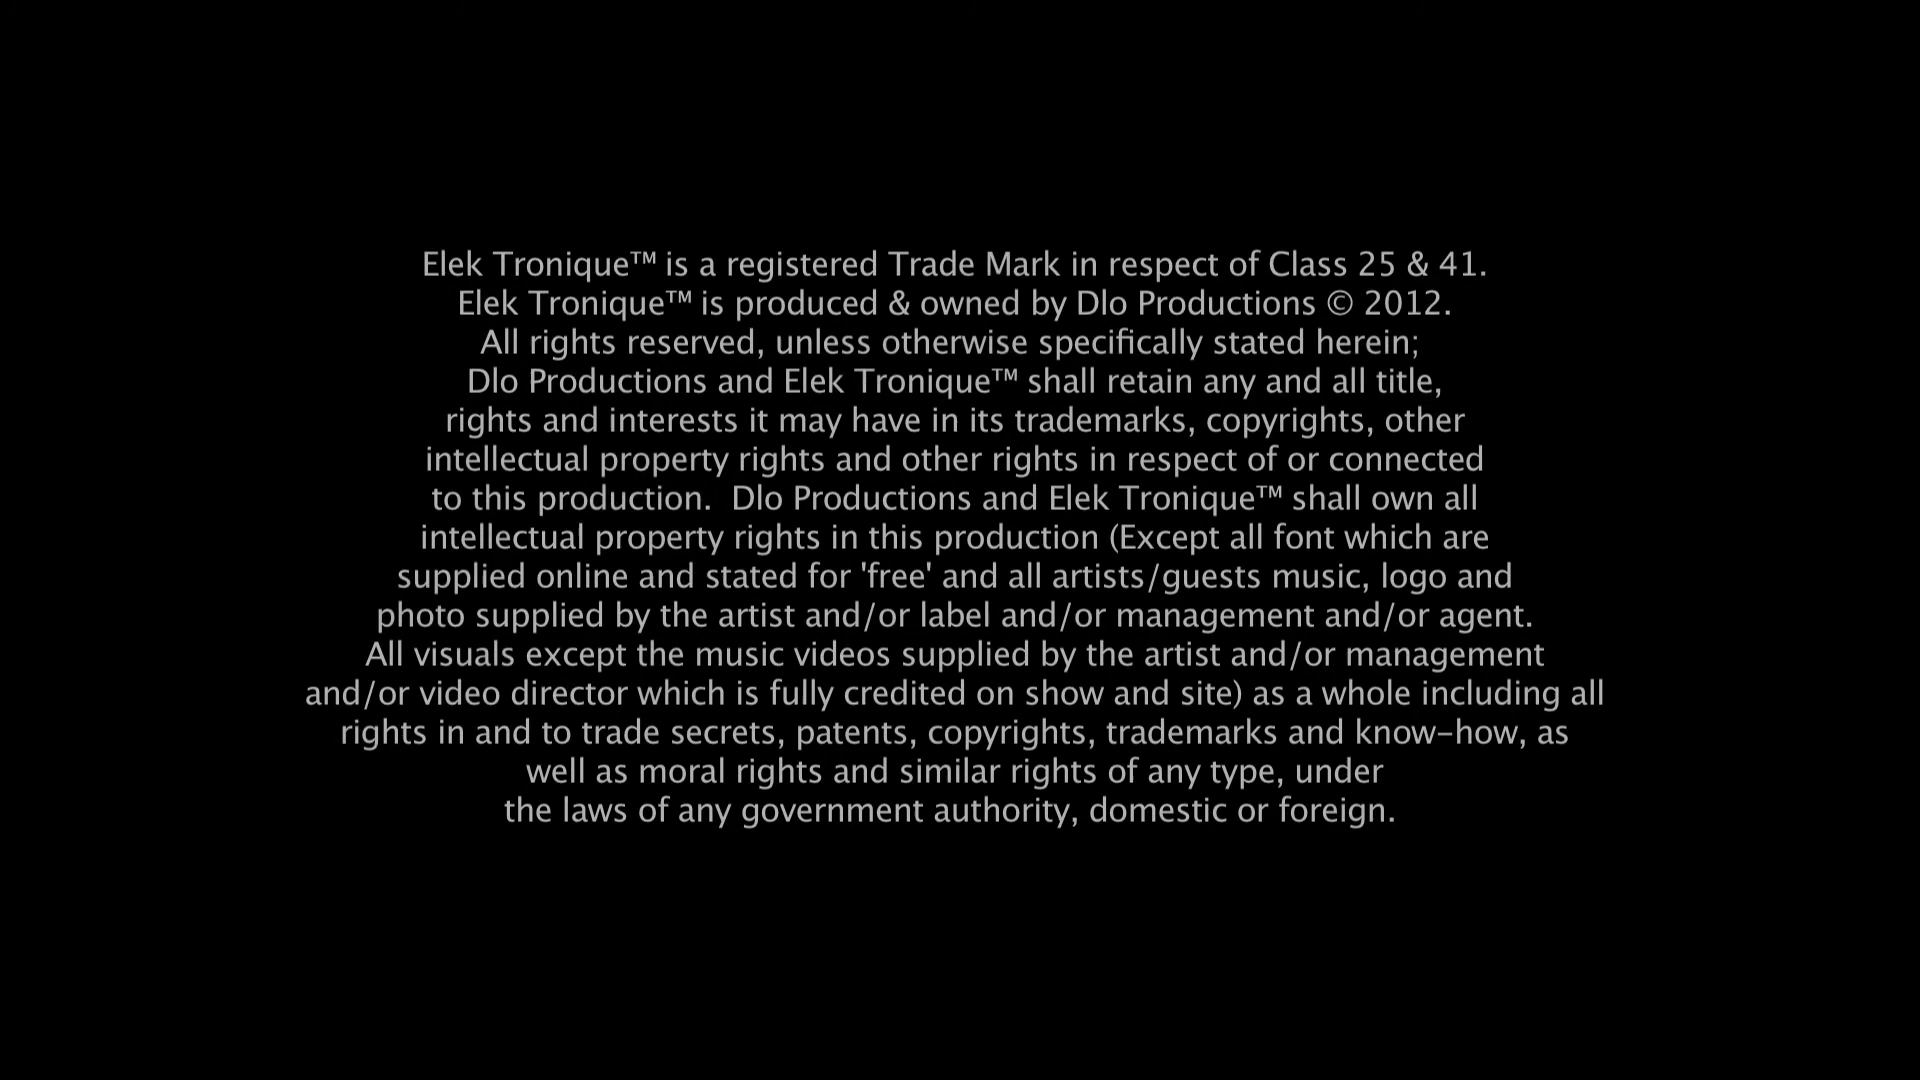 Elek Tronique™ is a registered Trade Mark in respect of Class 25 & 41.
Elek Tronique™ is produced & owned by Dlo Productions © 2012.
All rights reserved, unless otherwise specifically stated herein;
Dlo Productions and Elek Tronique™ shall retain any and all title,
rights and interests it may have in its trademarks, copyrights, other
intellectual property rights and other rights in respect of or connected
to this production.  Dlo Productions and Elek Tronique™ shall own all
intellectual property rights in this production (Except all font which are
supplied online and stated for 'free' and all artists/guests music, logo and
photo supplied by the artist and/or label and/or management and/or agent.
All visuals except the music videos supplied by the artist and/or management
and/or video director which is fully credited on show and site) as a whole including all
rights in and to trade secrets, patents, copyrights, trademarks and know-how, as
well as moral rights and similar rights of any type, under
the laws of any government authority, domestic or foreign.